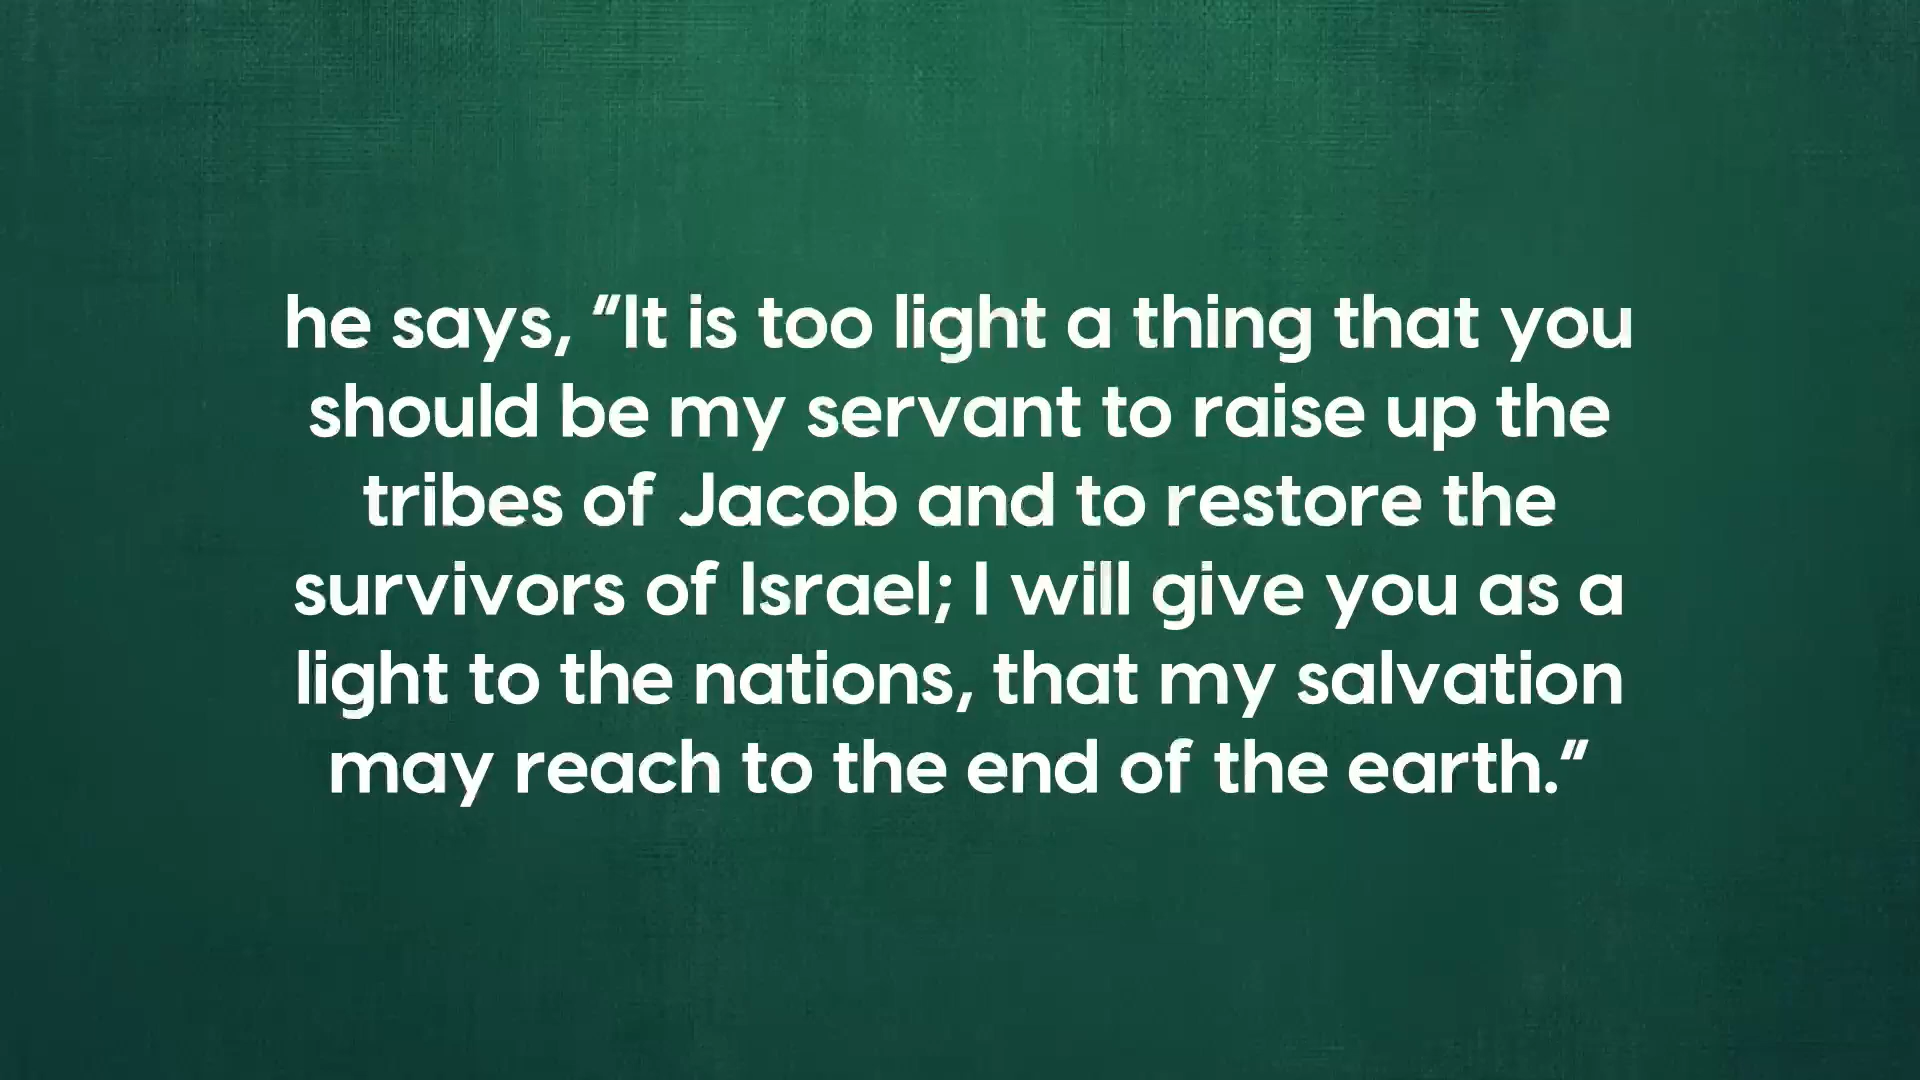 he says, “It is too light a thing that you
should be my servant to raise up the
tribes of Jacob and to restore the
survivors of Israel; I will give you as a
light to the nations, that my salvation
may reach to the end of the earth.”